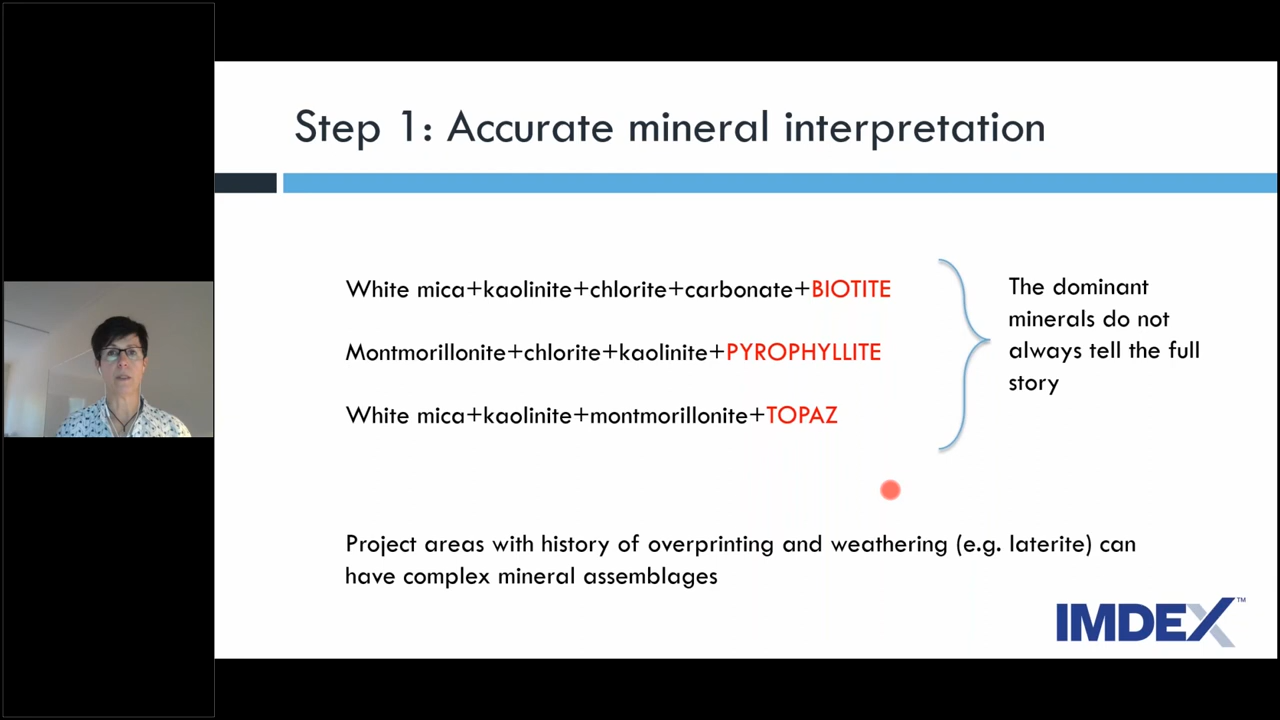 Step 1: Accurate mineral interpretation
White mica+kaolinite+chlorite+carbonate+BIOTITE
Montmorillonite+chlorite+kaolinite+PYROPHYLLITE
White mica+kaolinite+montmorillonite+TOPAZ
The dominant
minerals do not
always tell the full
story
Project areas with history of overprinting and weathering (e.g. laterite) can
have complex mineral assemblages
IMDEX™